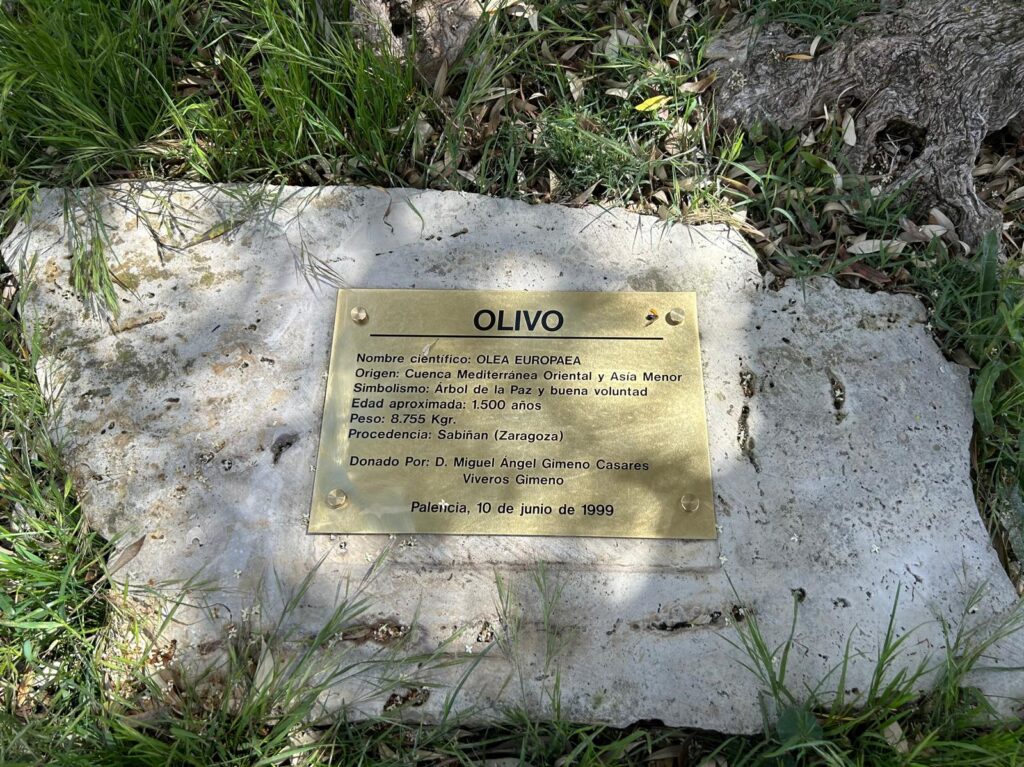 OLIVO
Nombre científico: OLEA EUROPAEA
Origen: Cuenca Mediterránea Oriental y Asía Menor
Simbolismo: Árbol de la Paz y buena voluntad
Edad aproximada: 1.500 años
Peso: 8.755 Kgr.
Procedencia: Sabiñan (Zaragoza)
Donado Por: D. Miguel Ángel Gimeno Casares
Viveros Gimeno
Palencia, 10 de junio de 1999